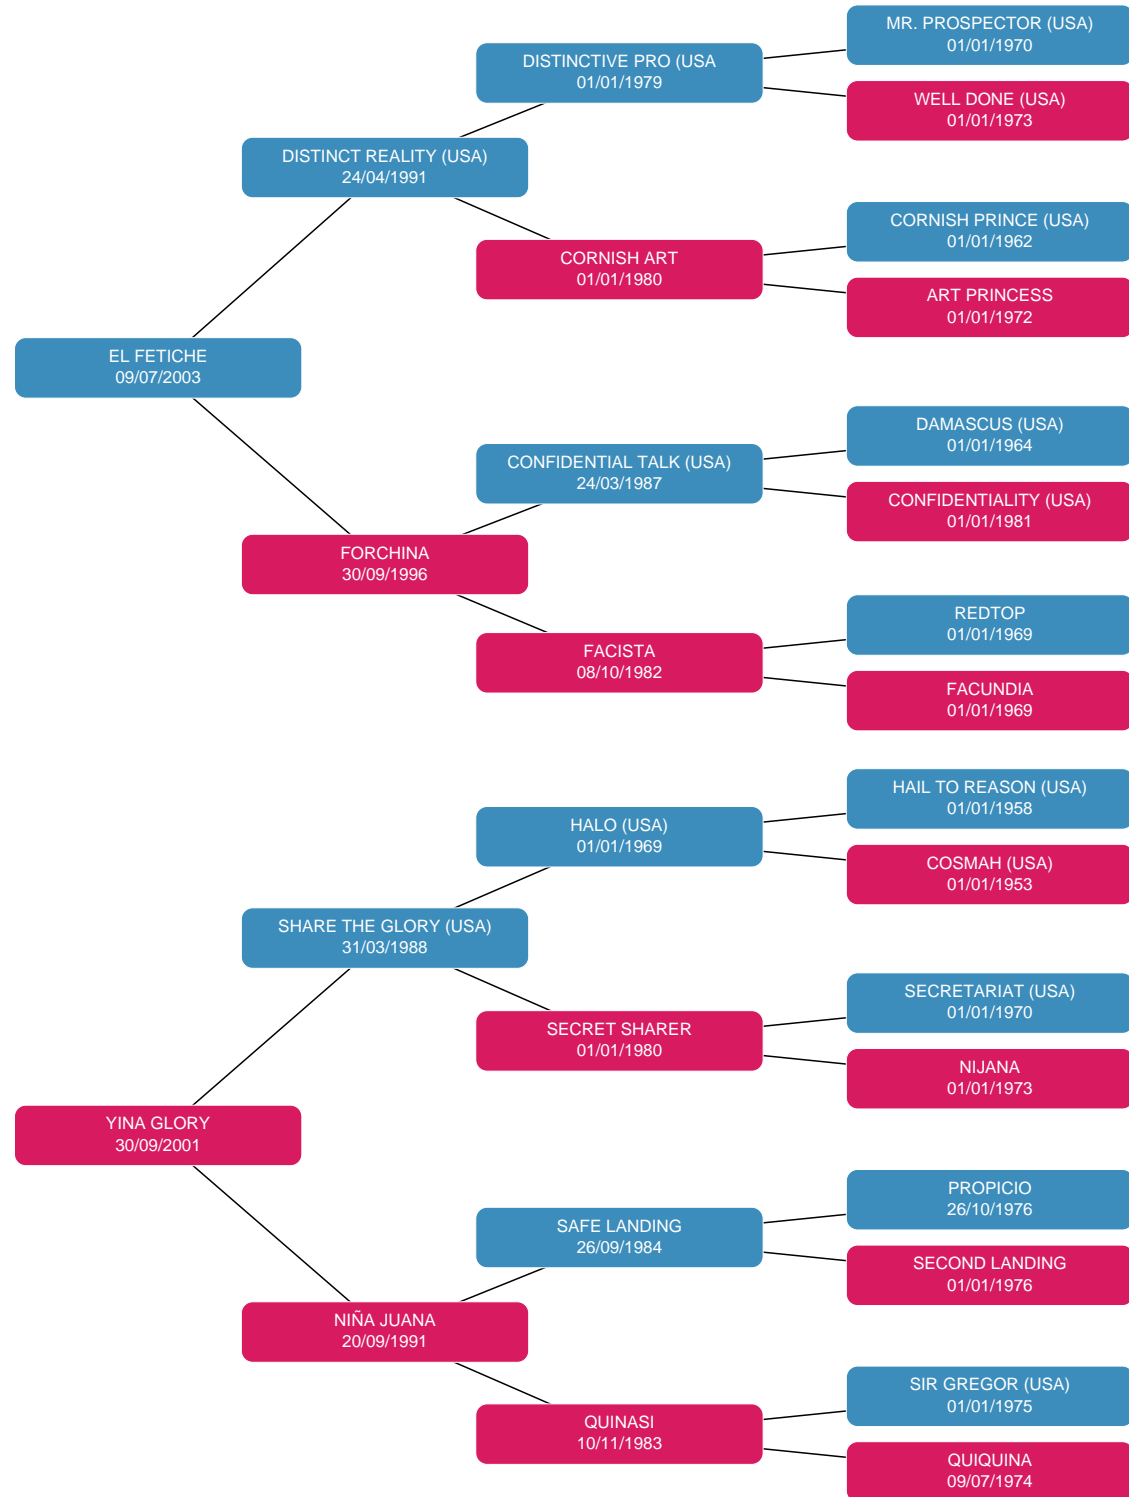 MR. PROSPECTOR (USA)
01/01/1970
DISTINCTIVE PRO (USA
01/01/1979
WELL DONE (USA)
01/01/1973
DISTINCT REALITY (USA)
24/04/1991
CORNISH PRINCE (USA)
01/01/1962
CORNISH ART
01/01/1980
ART PRINCESS
01/01/1972
EL FETICHE
09/07/2003
DAMASCUS (USA)
01/01/1964
CONFIDENTIAL TALK (USA)
24/03/1987
CONFIDENTIALITY (USA)
01/01/1981
FORCHINA
30/09/1996
REDTOP
01/01/1969
FACISTA
08/10/1982
FACUNDIA
01/01/1969
HAIL TO REASON (USA)
01/01/1958
HALO (USA)
01/01/1969
COSMAH (USA)
01/01/1953
SHARE THE GLORY (USA)
31/03/1988
SECRETARIAT (USA)
01/01/1970
SECRET SHARER
01/01/1980
NIJANA
01/01/1973
YINA GLORY
30/09/2001
PROPICIO
26/10/1976
SAFE LANDING
26/09/1984
SECOND LANDING
01/01/1976
NIÑA JUANA
20/09/1991
SIR GREGOR (USA)
01/01/1975
QUINASI
10/11/1983
QUIQUINA
09/07/1974